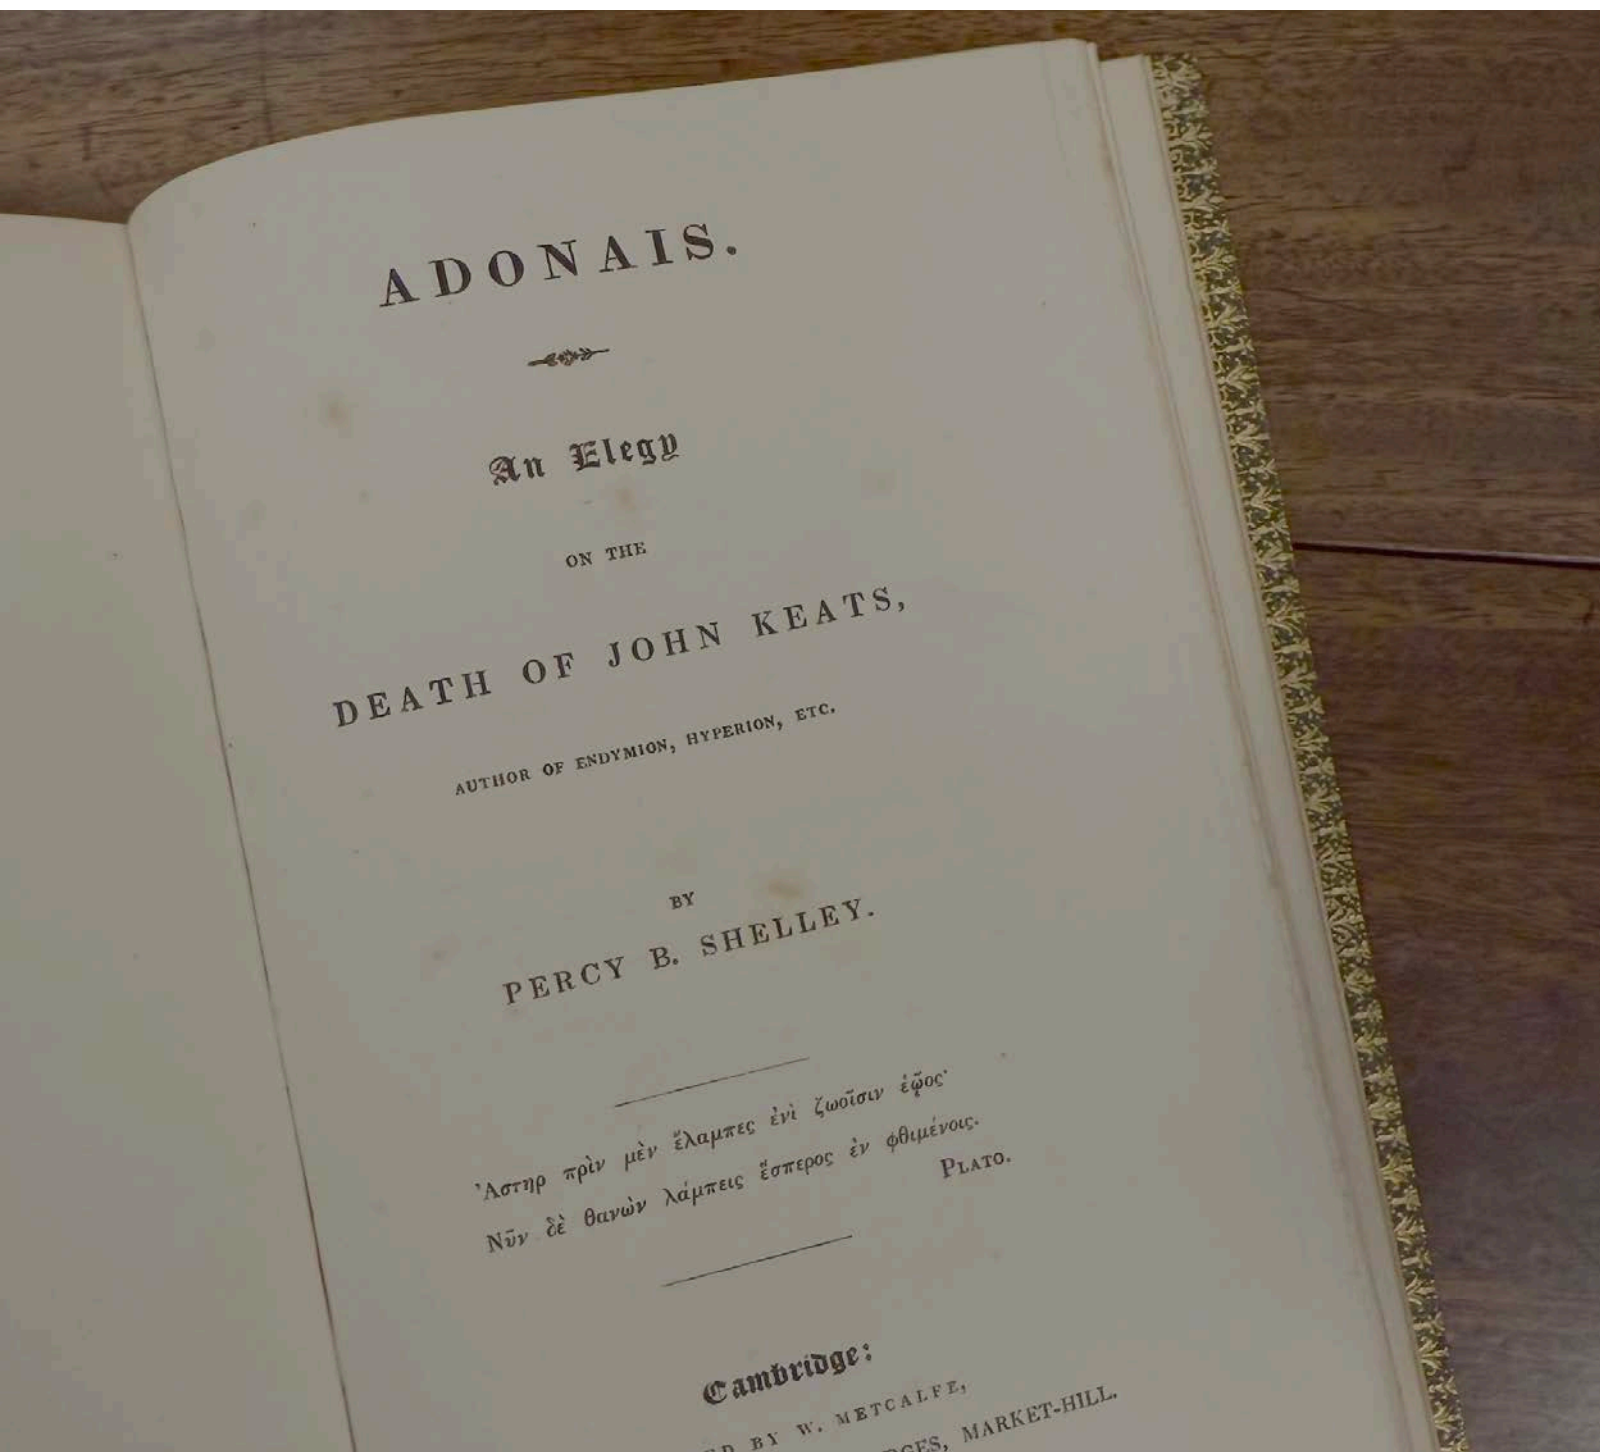 ADONAIS.
An Elegy
ON THE
DEATH OF JOHN KEATS,
AUTHOR OF ENDYMION, HYPERION, ETC.
BY
PERCY B. SHELLEY.
Ἀστηρ πρὶν μὲν ἔλαμπες ἐνὶ ζωοῖσιν ἑῷος·
Νῦν δὲ θανὼν λάμπεις ἕσπερος ἐν φθιμένοις.
PLATO.
Cambridge:
BY W. METCALFE,
MARKET-HILL.